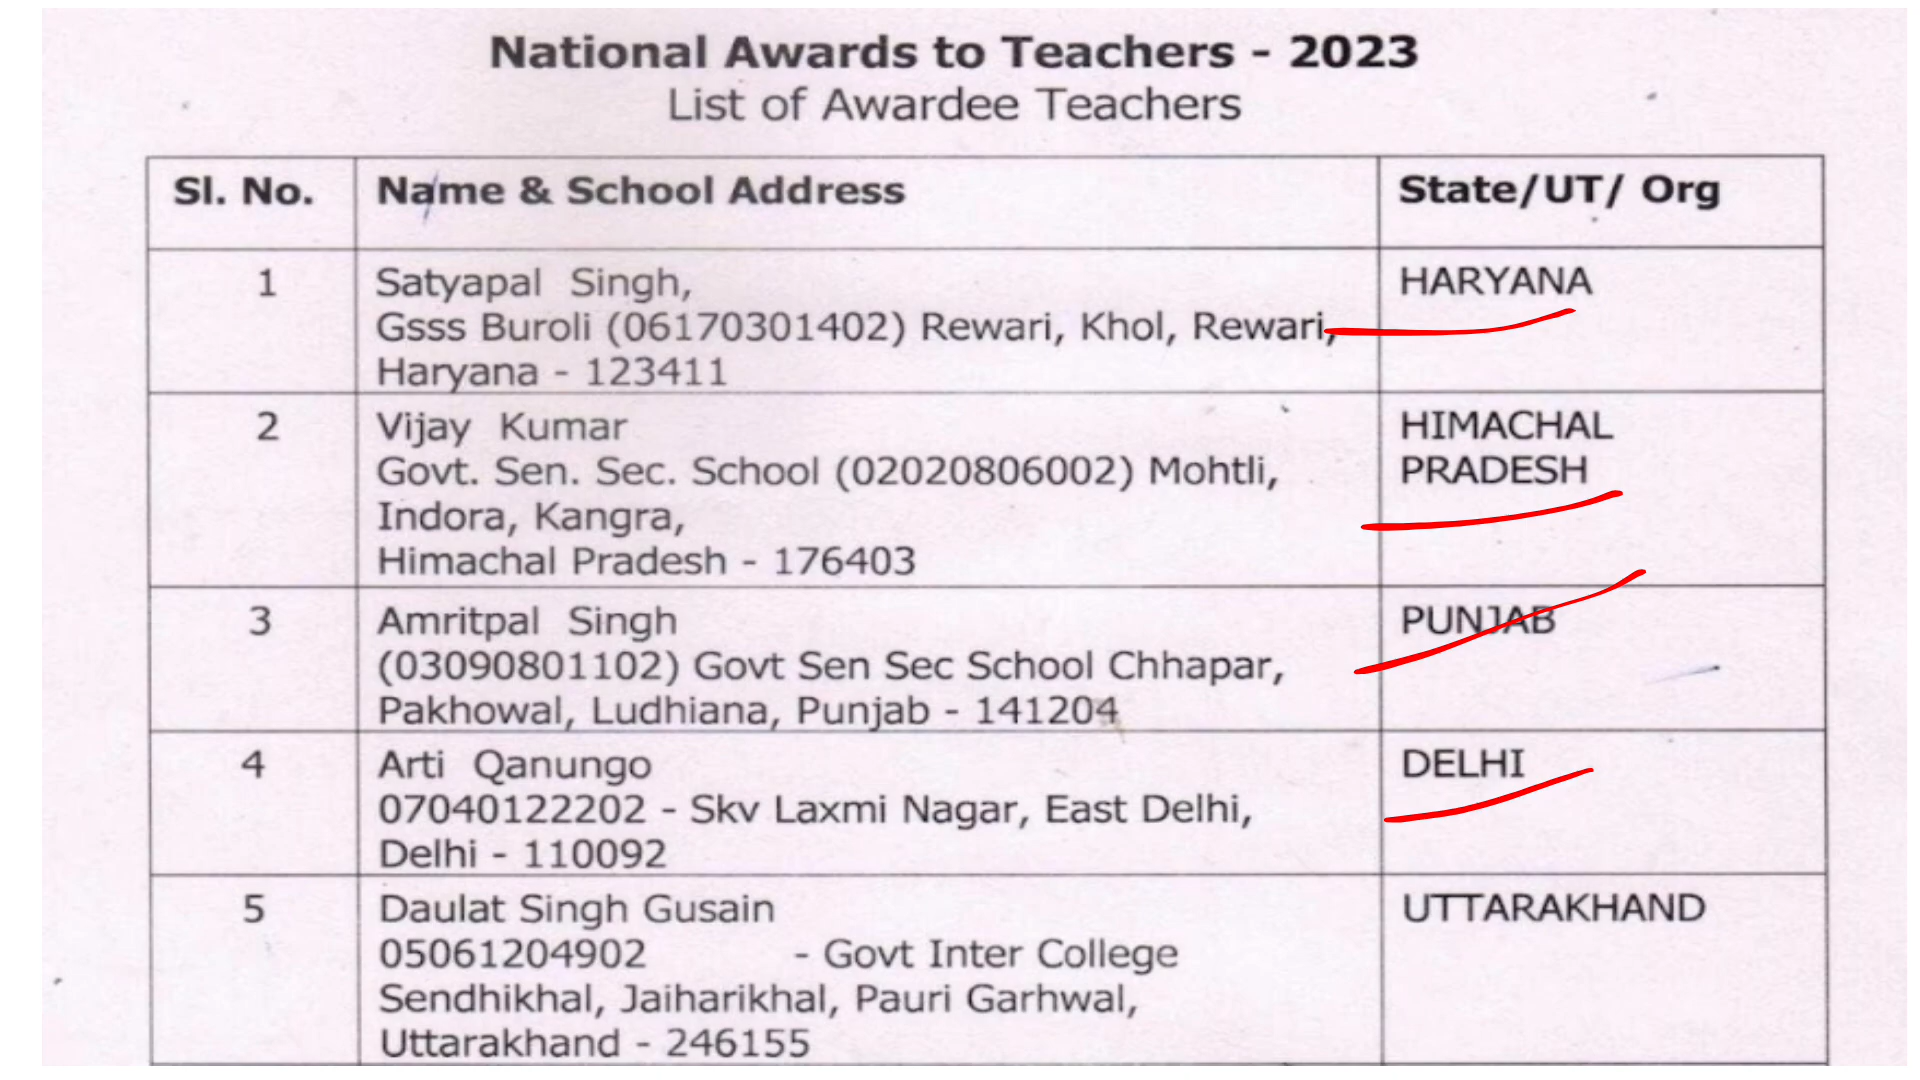 National Awards to Teachers - 2023
List of Awardee Teachers
Sl. No. Name & School Address State/UT/ Org
1 Satyapal Singh, HARYANA
Gsss Buroli (06170301402) Rewari, Khol, Rewari,
Haryana - 123411
2 Vijay Kumar HIMACHAL
Govt. Sen. Sec. School (02020806002) Mohtli, PRADESH
Indora, Kangra,
Himachal Pradesh - 176403
3 Amritpal Singh PUNJAB
(03090801102) Govt Sen Sec School Chhapar,
Pakhowal, Ludhiana, Punjab - 141204
4 Arti Qanungo DELHI
07040122202 - Skv Laxmi Nagar, East Delhi,
Delhi - 110092
5 Daulat Singh Gusain UTTARAKHAND
05061204902 - Govt Inter College
Sendhikhal, Jaiharikhal, Pauri Garhwal,
Uttarakhand - 246155